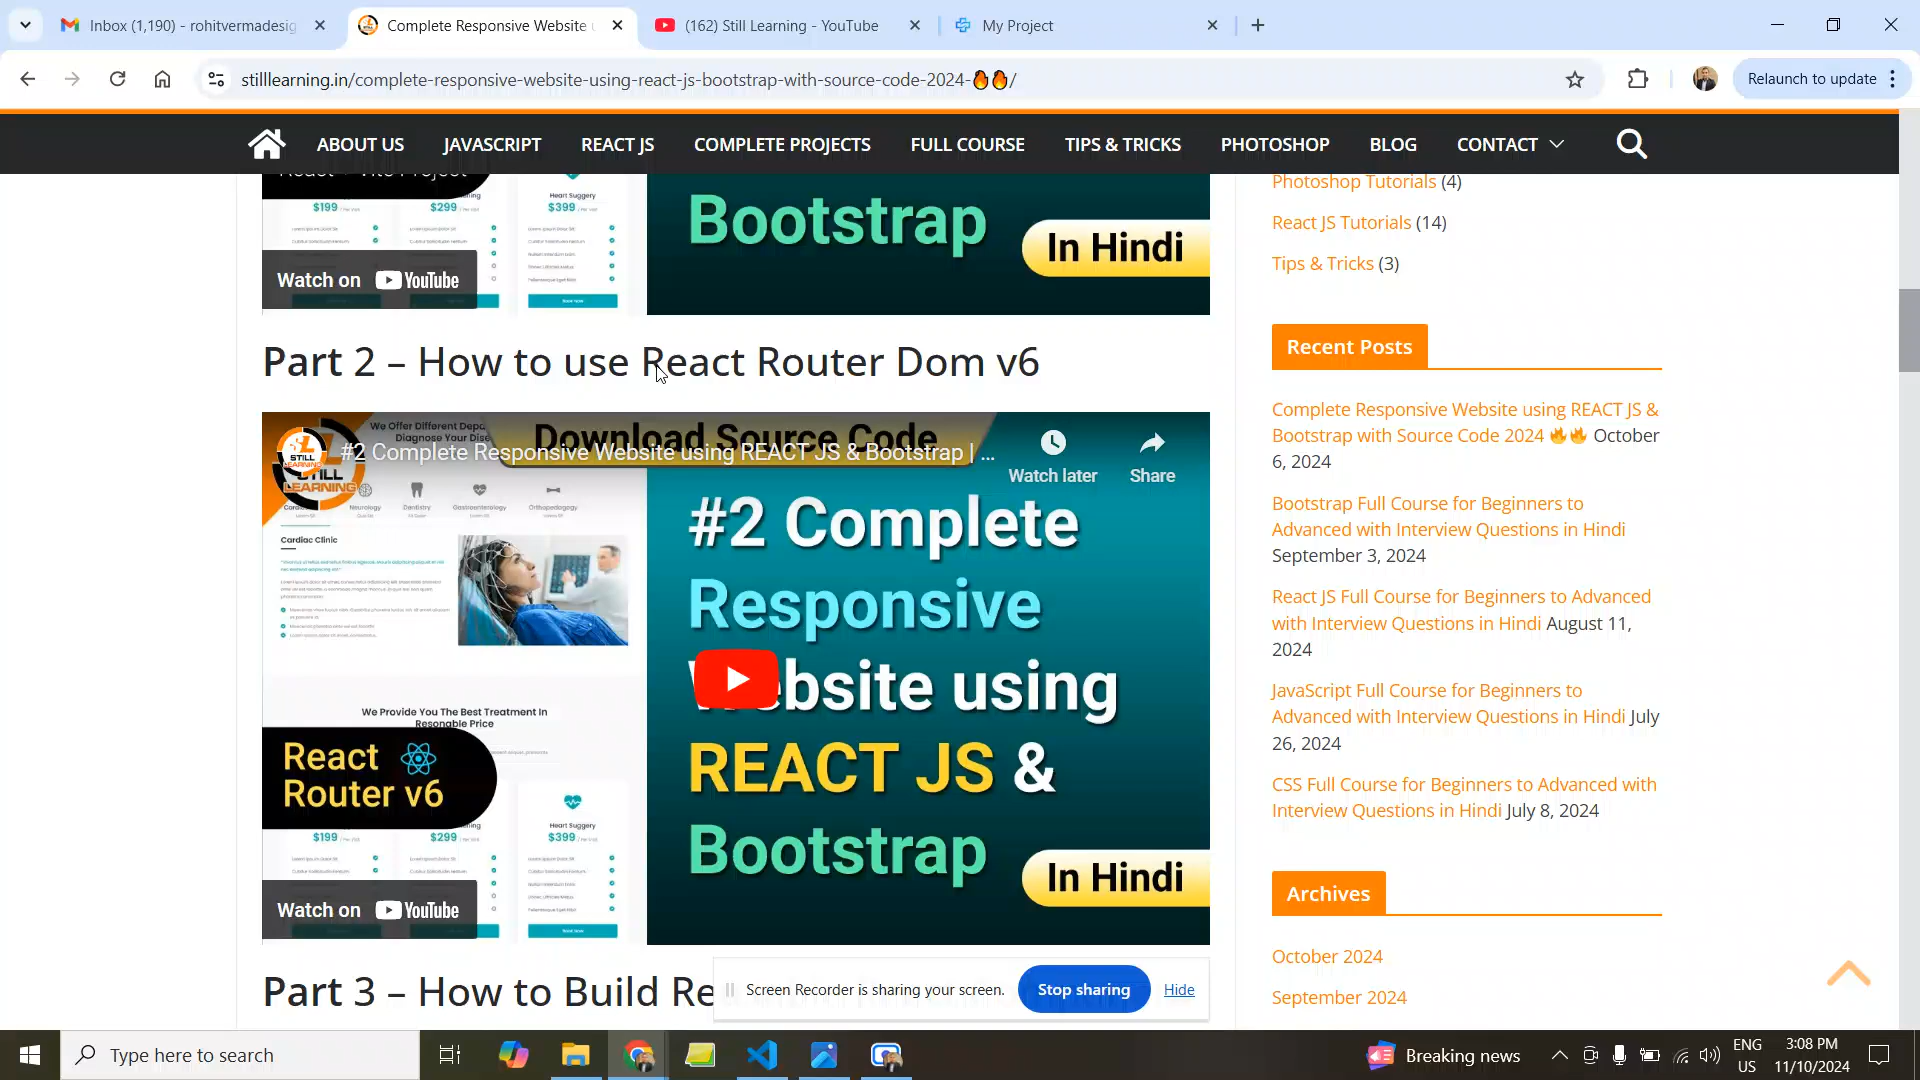 Inbox (1,190) - rohitvermadesig
Complete Responsive Website u
(162) Still Learning - YouTube
My Project
stilllearning.in/complete-responsive-website-using-react-js-bootstrap-with-source-code-2024-🔥🔥/
Relaunch to update
ABOUT US
JAVASCRIPT
REACT JS
COMPLETE PROJECTS
FULL COURSE
TIPS & TRICKS
PHOTOSHOP
BLOG
CONTACT
Heart Suggery
$199
$299
$399
Watch on YouTube
Bootstrap
In Hindi
Part 2 – How to use React Router Dom v6
We Offer Different Depa
Diagnose Your Dise
Download Source Code
#2 Complete Responsive Website using REACT JS & Bootstrap | ...
Watch later
Share
STILL
LEARNING
Neurology
Dentistry
Gastroenterology
Orthopedagogy
Cardiac Clinic
We Provide You The Best Treatment In
Resonable Price
React
Router v6
Heart Suggery
$199
$299
$399
Watch on YouTube
#2 Complete
Responsive
Website using
REACT JS &
Bootstrap
In Hindi
Part 3 – How to Build Re
Photoshop Tutorials (4)
React JS Tutorials (14)
Tips & Tricks (3)
Recent Posts
Complete Responsive Website using REACT JS &
Bootstrap with Source Code 2024 🔥🔥 October
6, 2024
Bootstrap Full Course for Beginners to
Advanced with Interview Questions in Hindi
September 3, 2024
React JS Full Course for Beginners to Advanced
with Interview Questions in Hindi August 11,
2024
JavaScript Full Course for Beginners to
Advanced with Interview Questions in Hindi July
26, 2024
CSS Full Course for Beginners to Advanced with
Interview Questions in Hindi July 8, 2024
Archives
October 2024
September 2024
Screen Recorder is sharing your screen.
Stop sharing
Hide
Type here to search
Breaking news
ENG
US
3:08 PM
11/10/2024